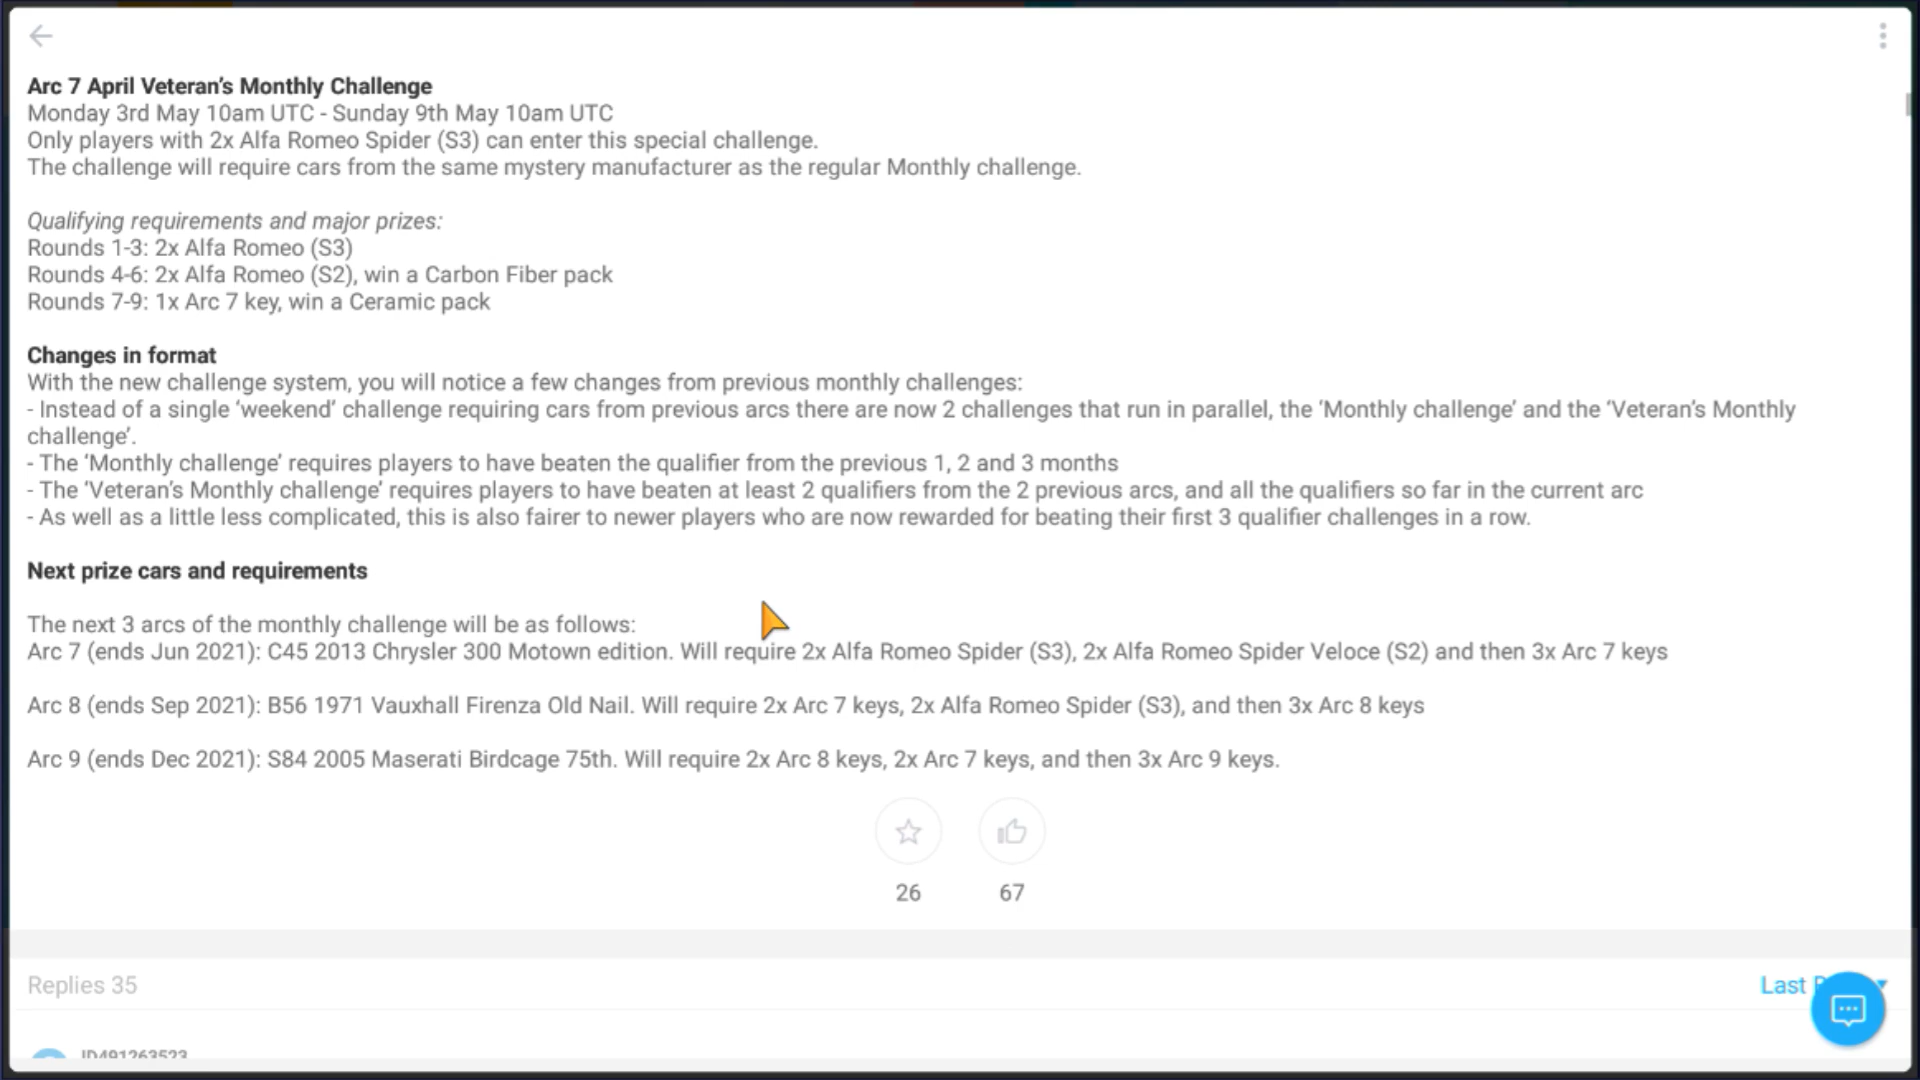 Arc 7 April Veteran’s Monthly Challenge
Monday 3rd May 10am UTC - Sunday 9th May 10am UTC
Only players with 2x Alfa Romeo Spider (S3) can enter this special challenge.
The challenge will require cars from the same mystery manufacturer as the regular Monthly challenge.
Qualifying requirements and major prizes:
Rounds 1-3: 2x Alfa Romeo (S3)
Rounds 4-6: 2x Alfa Romeo (S2), win a Carbon Fiber pack
Rounds 7-9: 1x Arc 7 key, win a Ceramic pack
Changes in format
With the new challenge system, you will notice a few changes from previous monthly challenges:
- Instead of a single ‘weekend’ challenge requiring cars from previous arcs there are now 2 challenges that run in parallel, the ‘Monthly challenge’ and the ‘Veteran’s Monthly
challenge’.
- The ‘Monthly challenge’ requires players to have beaten the qualifier from the previous 1, 2 and 3 months
- The ‘Veteran’s Monthly challenge’ requires players to have beaten at least 2 qualifiers from the 2 previous arcs, and all the qualifiers so far in the current arc
- As well as a little less complicated, this is also fairer to newer players who are now rewarded for beating their first 3 qualifier challenges in a row.
Next prize cars and requirements
The next 3 arcs of the monthly challenge will be as follows:
Arc 7 (ends Jun 2021): C45 2013 Chrysler 300 Motown edition. Will require 2x Alfa Romeo Spider (S3), 2x Alfa Romeo Spider Veloce (S2) and then 3x Arc 7 keys
Arc 8 (ends Sep 2021): B56 1971 Vauxhall Firenza Old Nail. Will require 2x Arc 7 keys, 2x Alfa Romeo Spider (S3), and then 3x Arc 8 keys
Arc 9 (ends Dec 2021): S84 2005 Maserati Birdcage 75th. Will require 2x Arc 8 keys, 2x Arc 7 keys, and then 3x Arc 9 keys.
26 67
Replies 35
Last
ID491263523